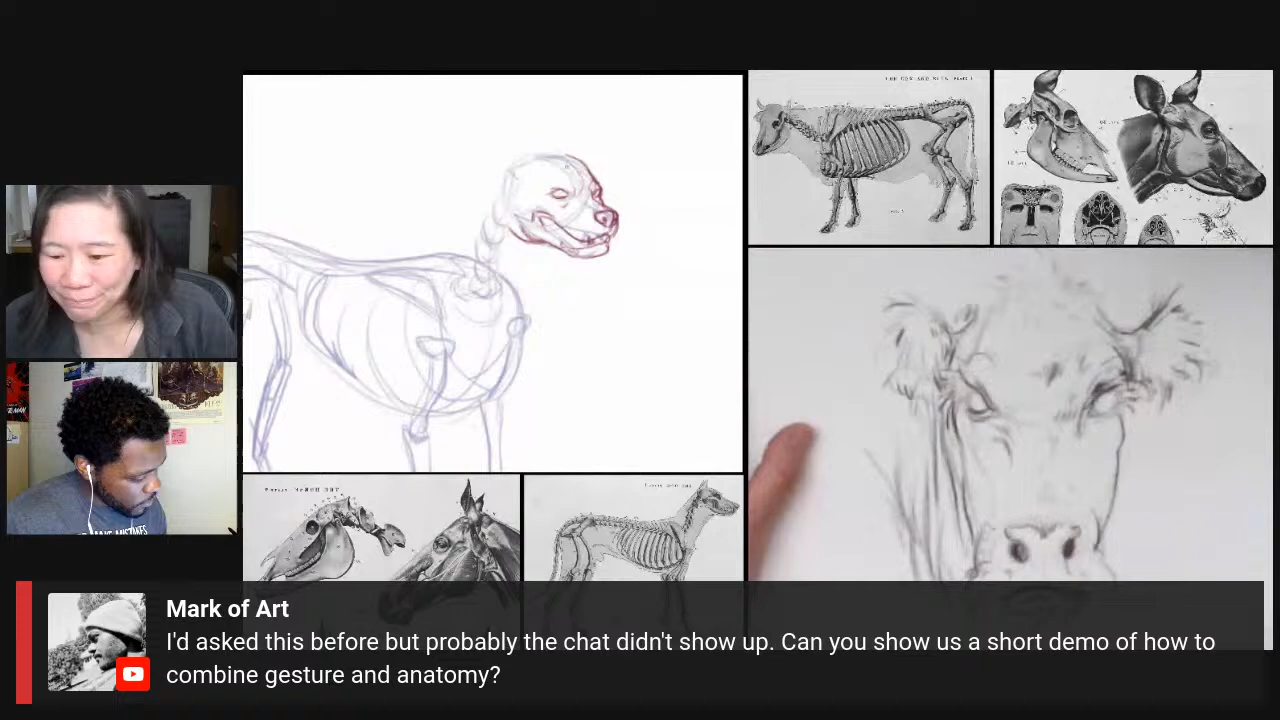 Mark of Art
I'd asked this before but probably the chat didn't show up. Can you show us a short demo of how to
combine gesture and anatomy?